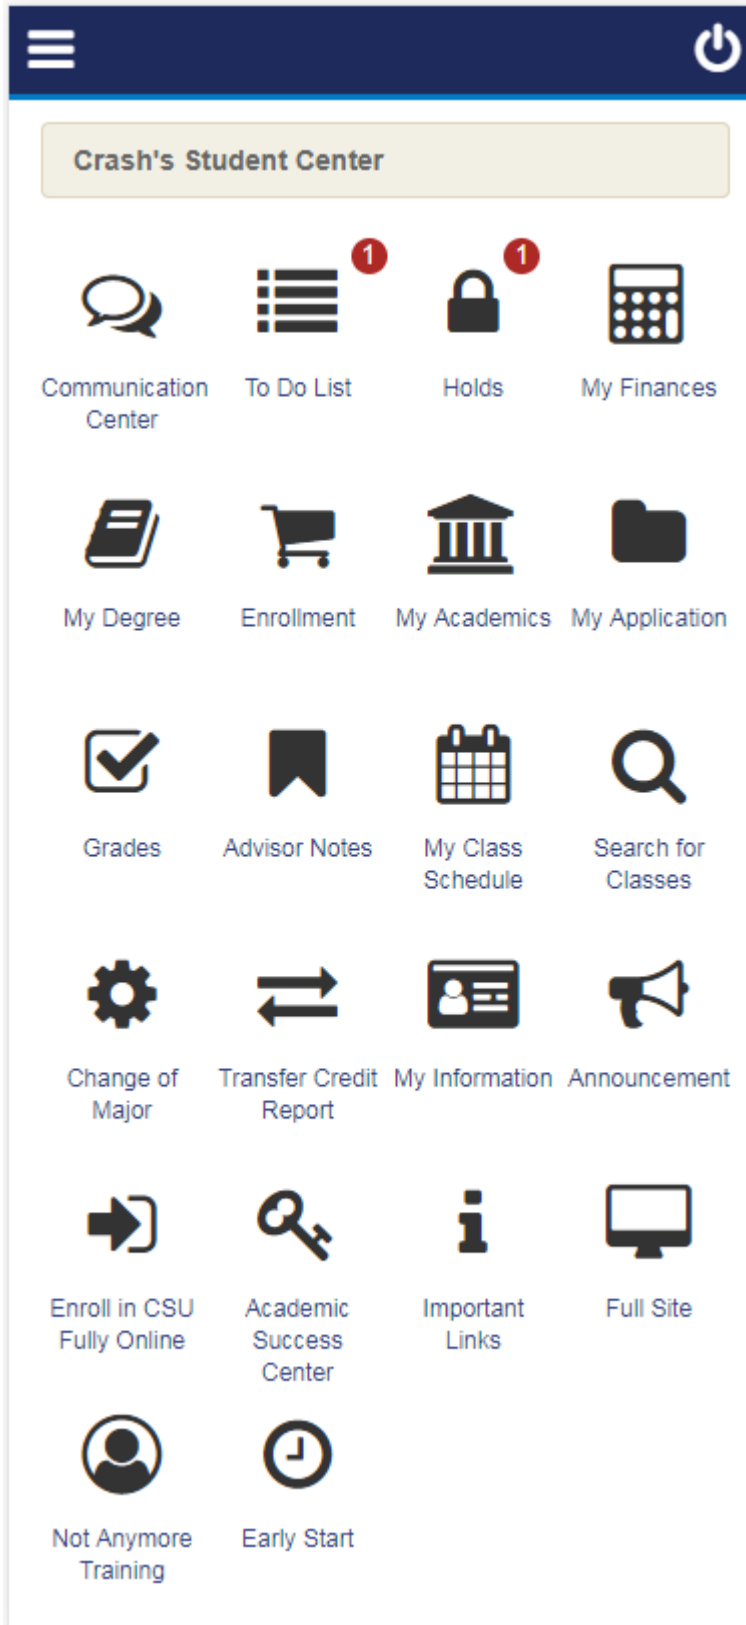 Crash's Student Center
1 1
Communication To Do List Holds My Finances
Center
My Degree Enrollment My Academics My Application
Grades Advisor Notes My Class Search for
Schedule Classes
Change of Transfer Credit My Information Announcement
Major Report
Enroll in CSU Academic Important Full Site
Fully Online Success Links
Center
Not Anymore Early Start
Training